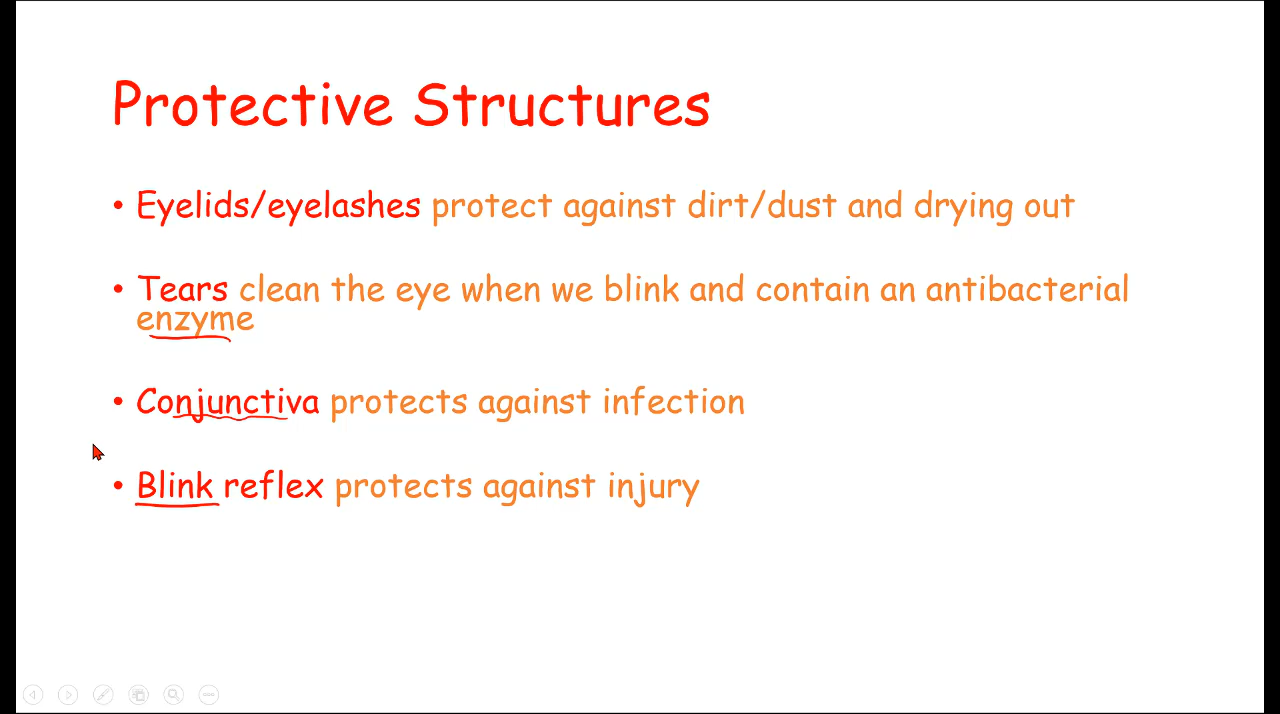 Protective Structures
• Eyelids/eyelashes protect against dirt/dust and drying out
• Tears clean the eye when we blink and contain an antibacterial
enzyme
• Conjunctiva protects against infection
• Blink reflex protects against injury